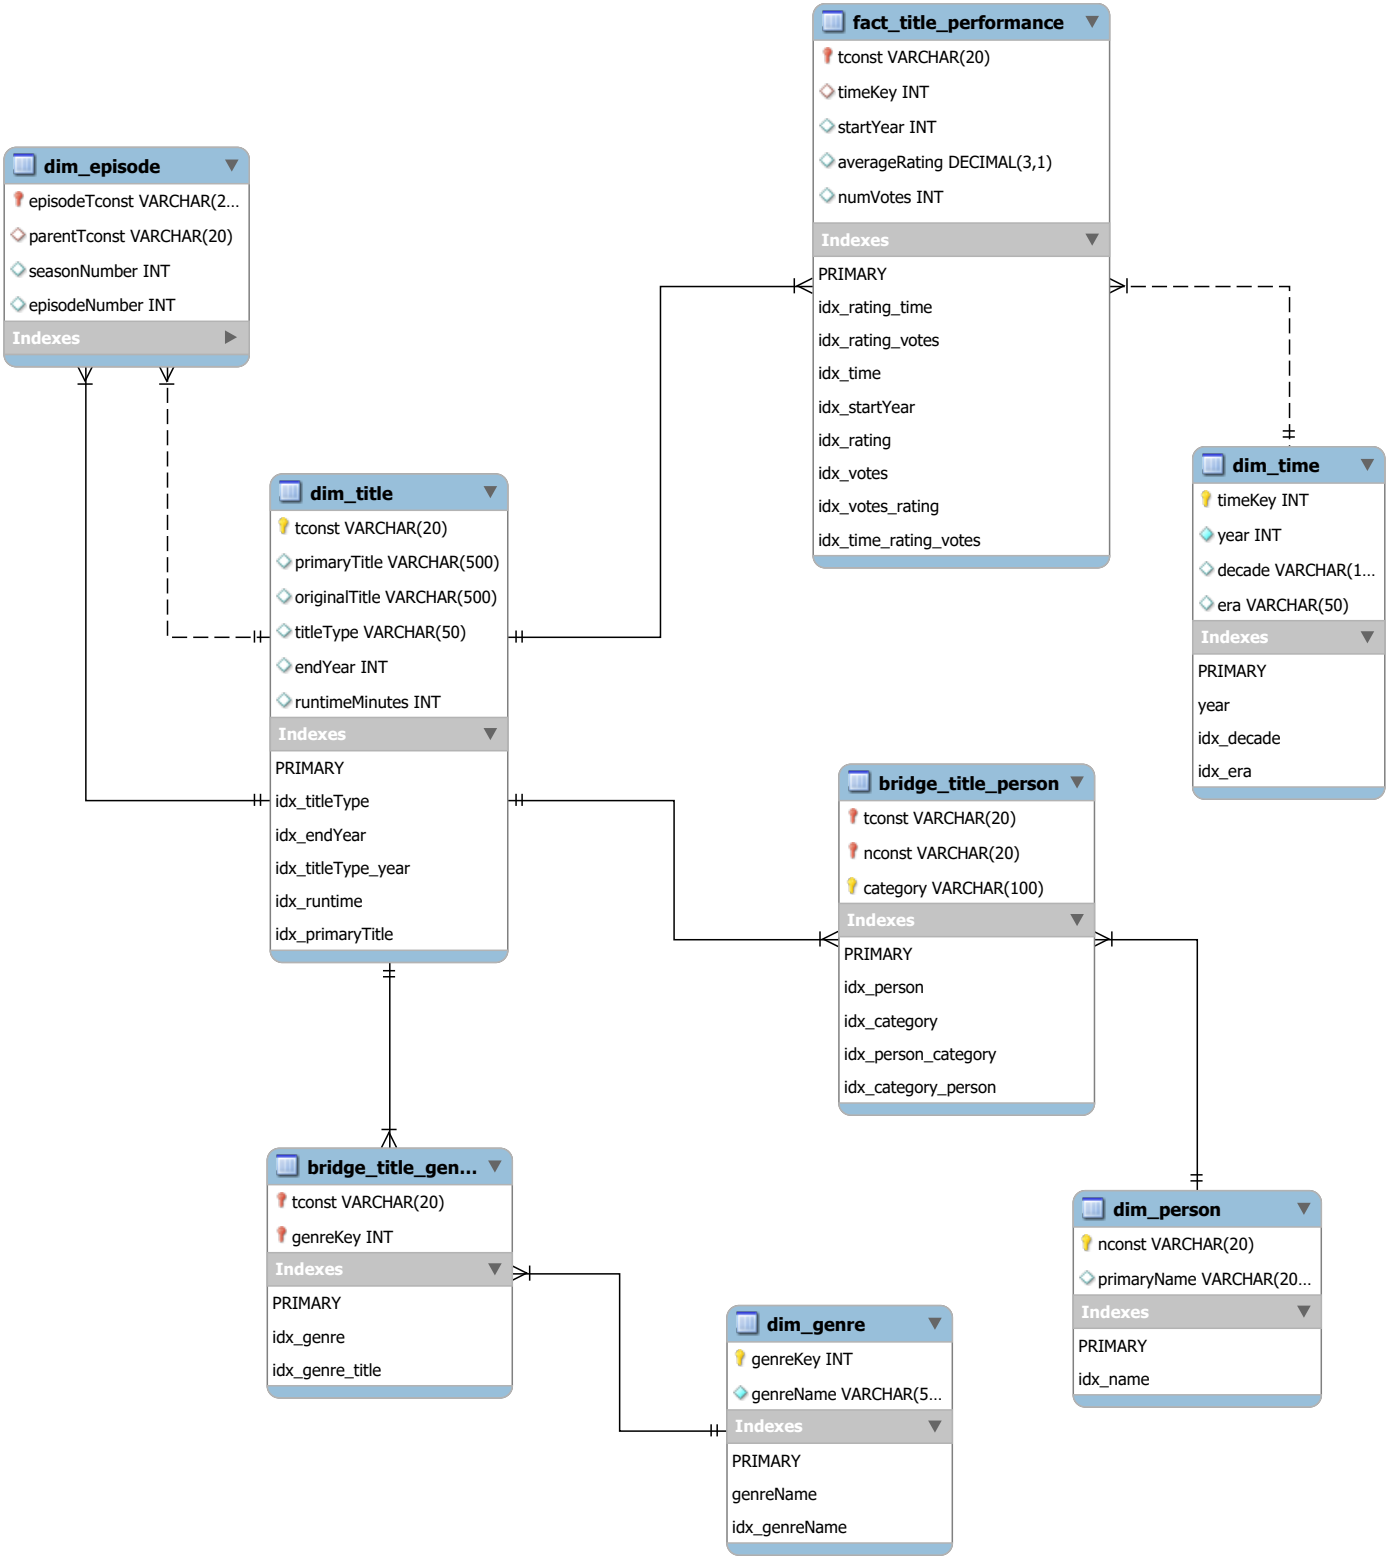 fact_title_performance
tconst VARCHAR(20)
timeKey INT
startYear INT
averageRating DECIMAL(3,1)
numVotes INT
Indexes
PRIMARY
idx_rating_time
idx_rating_votes
idx_time
idx_startYear
idx_rating
idx_votes
idx_votes_rating
idx_time_rating_votes
dim_episode
episodeTconst VARCHAR(2...
parentTconst VARCHAR(20)
seasonNumber INT
episodeNumber INT
Indexes
dim_time
timeKey INT
year INT
decade VARCHAR(1...
era VARCHAR(50)
Indexes
PRIMARY
year
idx_decade
idx_era
dim_title
tconst VARCHAR(20)
primaryTitle VARCHAR(500)
originalTitle VARCHAR(500)
titleType VARCHAR(50)
endYear INT
runtimeMinutes INT
Indexes
PRIMARY
idx_titleType
idx_endYear
idx_titleType_year
idx_runtime
idx_primaryTitle
bridge_title_person
tconst VARCHAR(20)
nconst VARCHAR(20)
category VARCHAR(100)
Indexes
PRIMARY
idx_person
idx_category
idx_person_category
idx_category_person
bridge_title_gen...
tconst VARCHAR(20)
genreKey INT
Indexes
PRIMARY
idx_genre
idx_genre_title
dim_person
nconst VARCHAR(20)
primaryName VARCHAR(20...
Indexes
PRIMARY
idx_name
dim_genre
genreKey INT
genreName VARCHAR(5...
Indexes
PRIMARY
genreName
idx_genreName